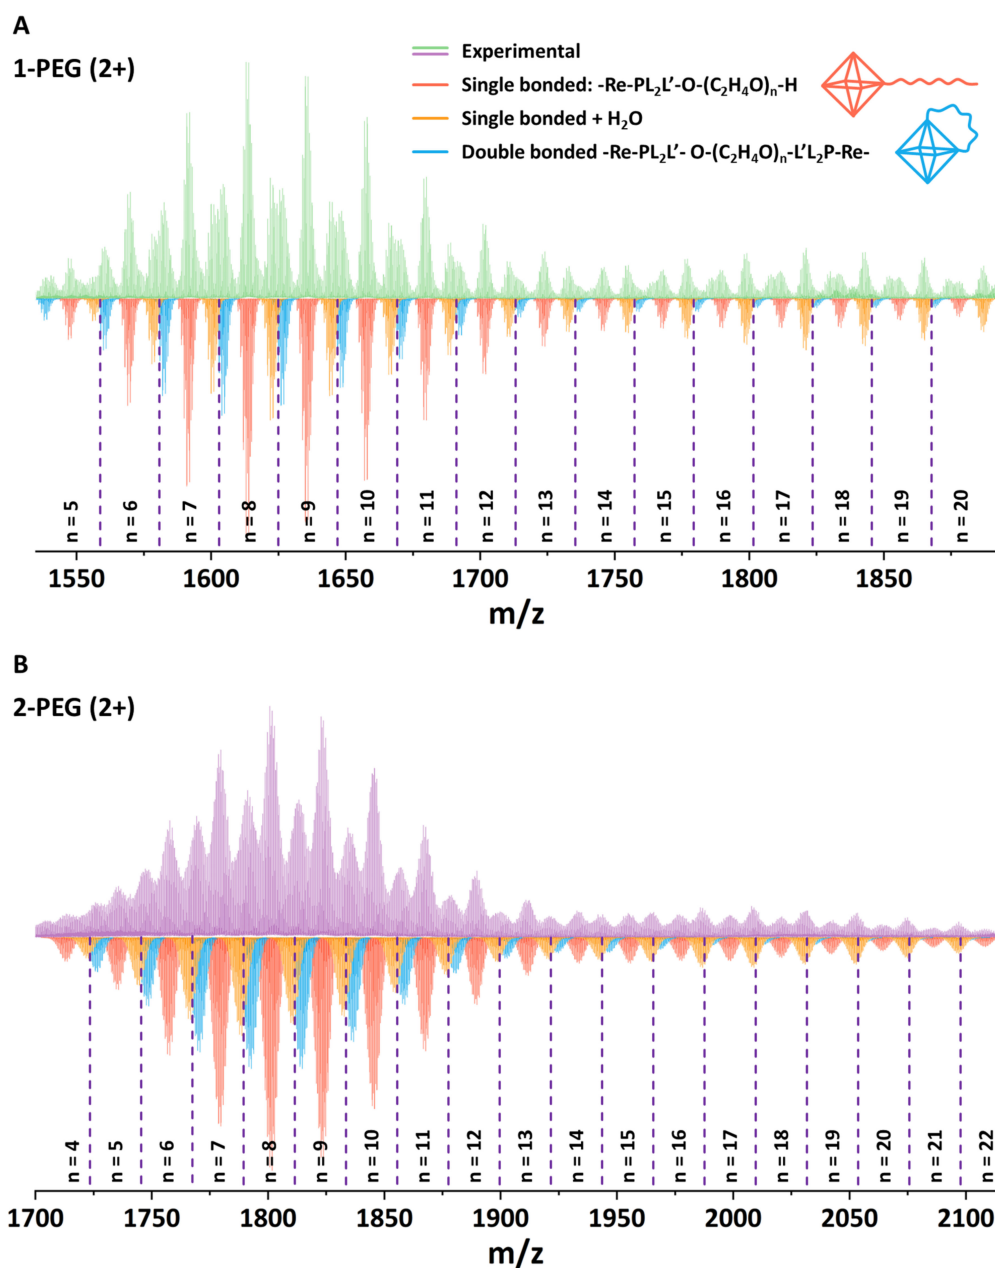 A
1-PEG (2+)
Experimental
Single bonded: -Re-PL₂L’-O-(C₂H₄O)ₙ-H
Single bonded + H₂O
Double bonded -Re-PL₂L’- O-(C₂H₄O)ₙ-L’L₂P-Re-
n = 5
n = 6
n = 7
n = 8
n = 9
n = 10
n = 11
n = 12
n = 13
n = 14
n = 15
n = 16
n = 17
n = 18
n = 19
n = 20
1550 1600 1650 1700 1750 1800 1850
m/z
B
2-PEG (2+)
n = 4
n = 5
n = 6
n = 7
n = 8
n = 9
n = 10
n = 11
n = 12
n = 13
n = 14
n = 15
n = 16
n = 17
n = 18
n = 19
n = 20
n = 21
n = 22
1700 1750 1800 1850 1900 1950 2000 2050 2100
m/z